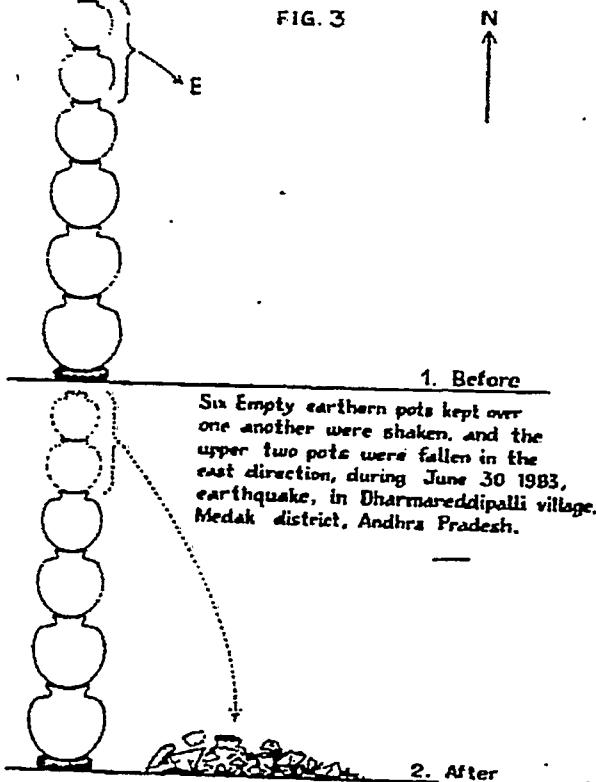 FIG. 3
N
E
1. Before
Six Empty earthern pots kept over
one another were shaken, and the
upper two pots were fallen in the
east direction, during June 30 1983,
earthquake, in Dharmareddipalli village,
Medak district, Andhra Pradesh.
2. After